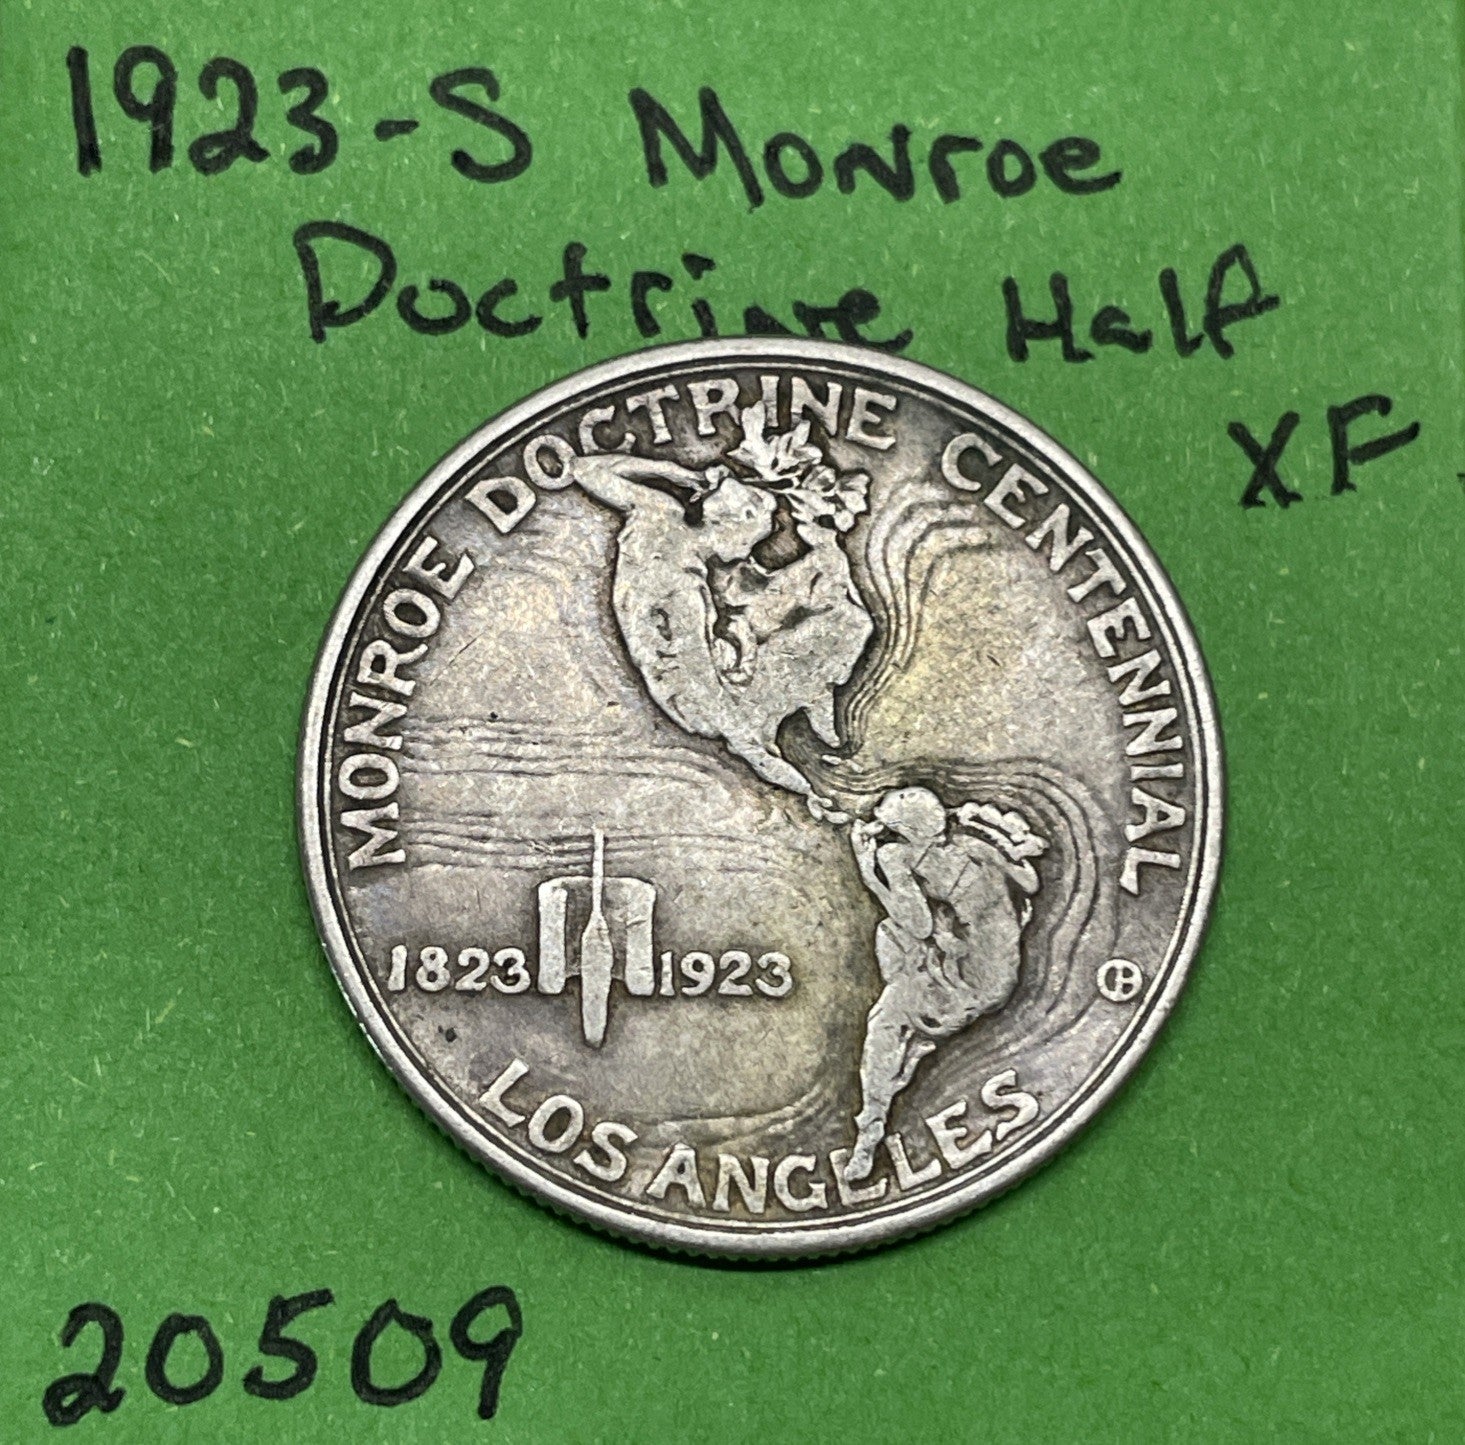 1923-S Monroe
Doctrine Half
XF
MONROE DOCTRINE CENTENNIAL
1823 1923
LOS ANGELES
20509